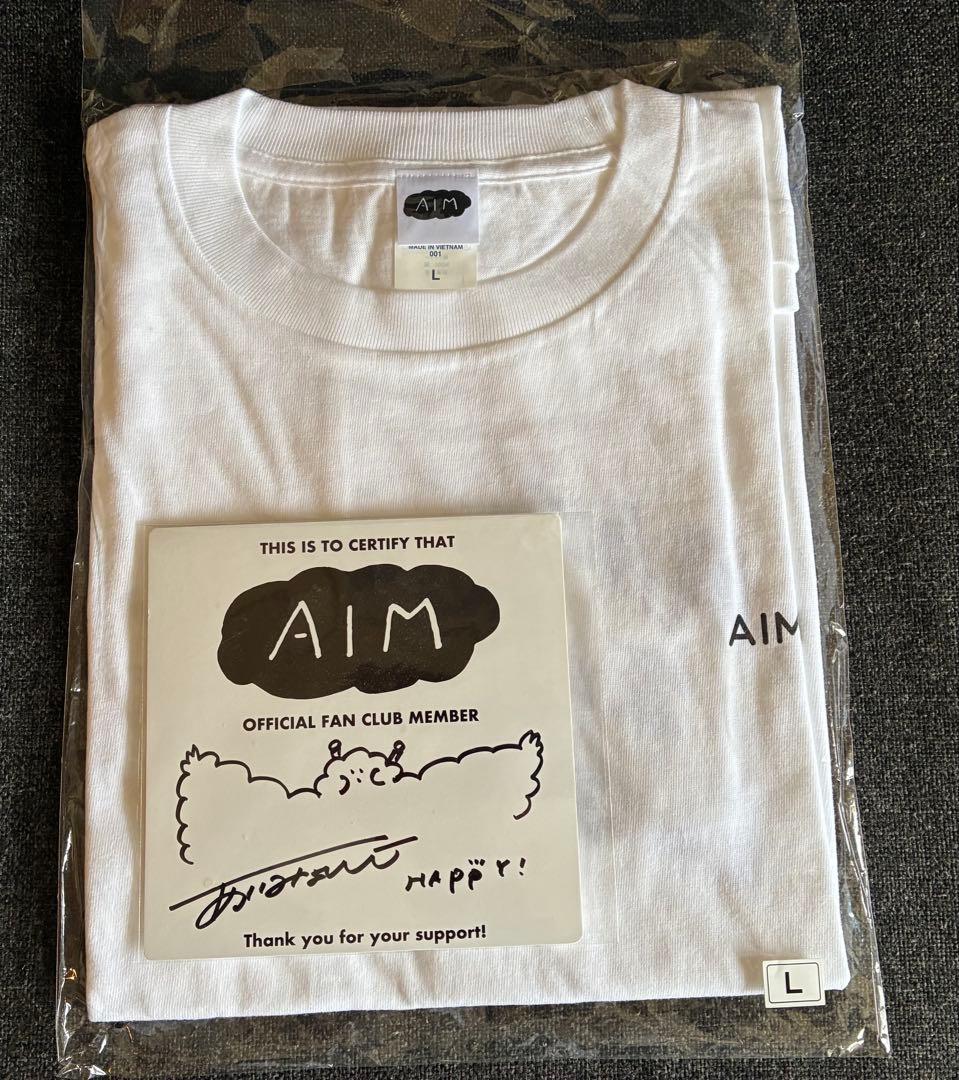 AIM
MADE IN VIETNAM
001
L
THIS IS TO CERTIFY THAT
AIM
OFFICIAL FAN CLUB MEMBER
HAPPY!
Thank you for your support!
AIM
L